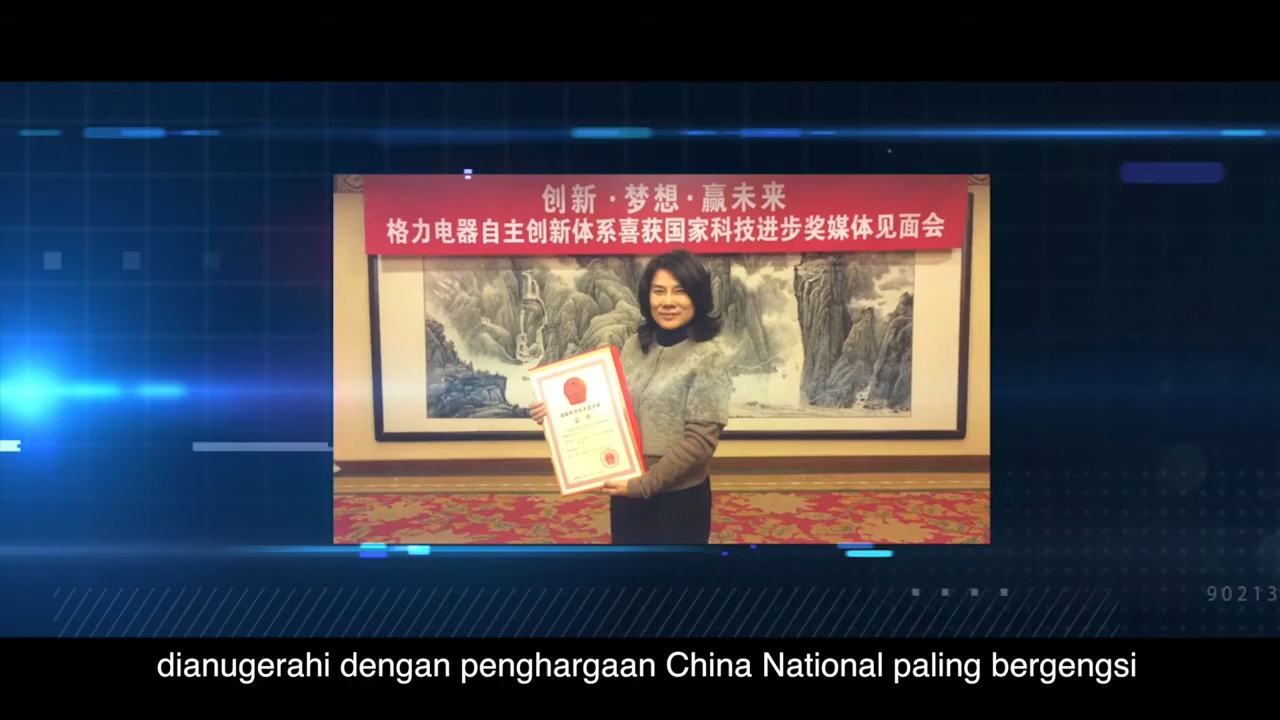 创新·梦想·赢未来
格力电器自主创新体系喜获国家科技进步奖媒体见面会
90213
dianugerahi dengan penghargaan China National paling bergengsi